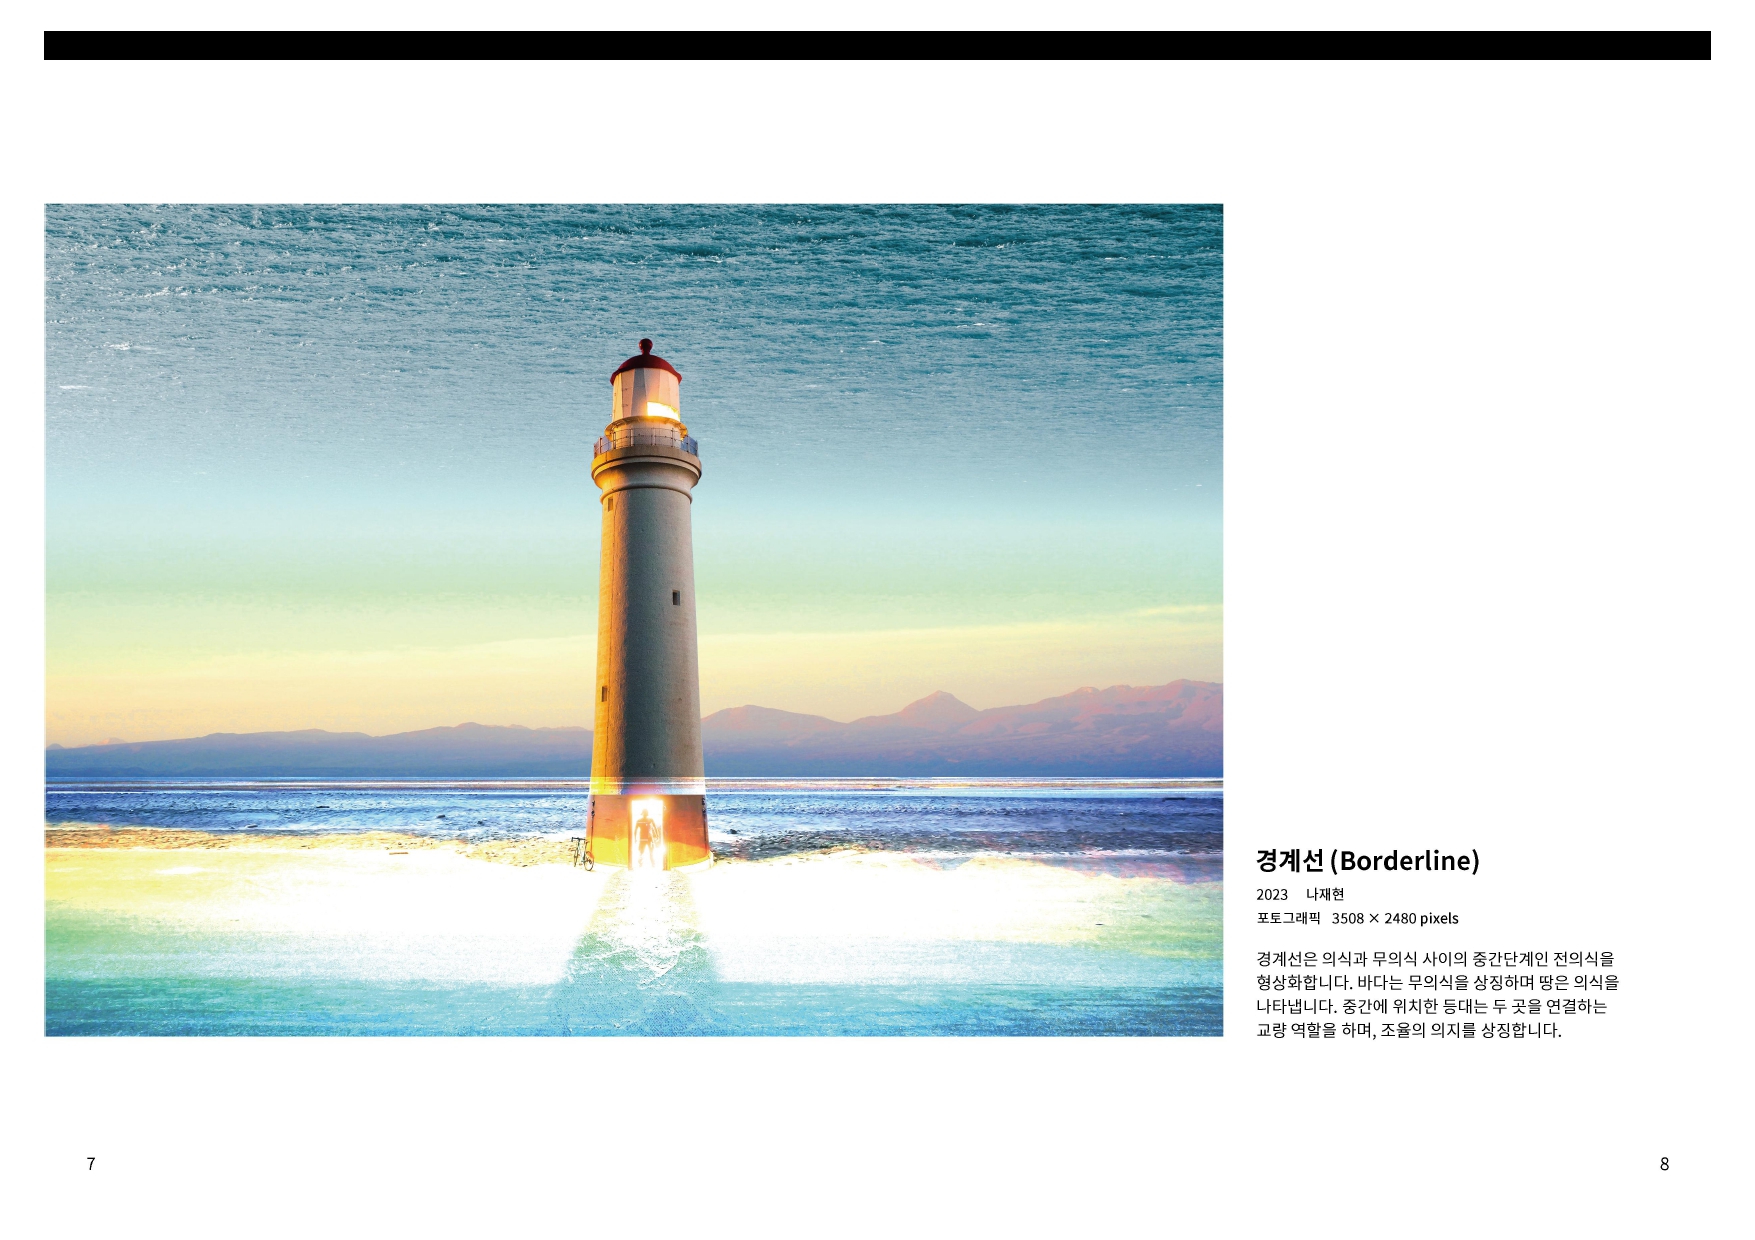 경계선 (Borderline)
2023 나재현
포토그래픽 3508 × 2480 pixels
경계선은 의식과 무의식 사이의 중간단계인 전의식을
형상화합니다. 바다는 무의식을 상징하며 땅은 의식을
나타냅니다. 중간에 위치한 등대는 두 곳을 연결하는
교량 역할을 하며, 조율의 의지를 상징합니다.
7
8